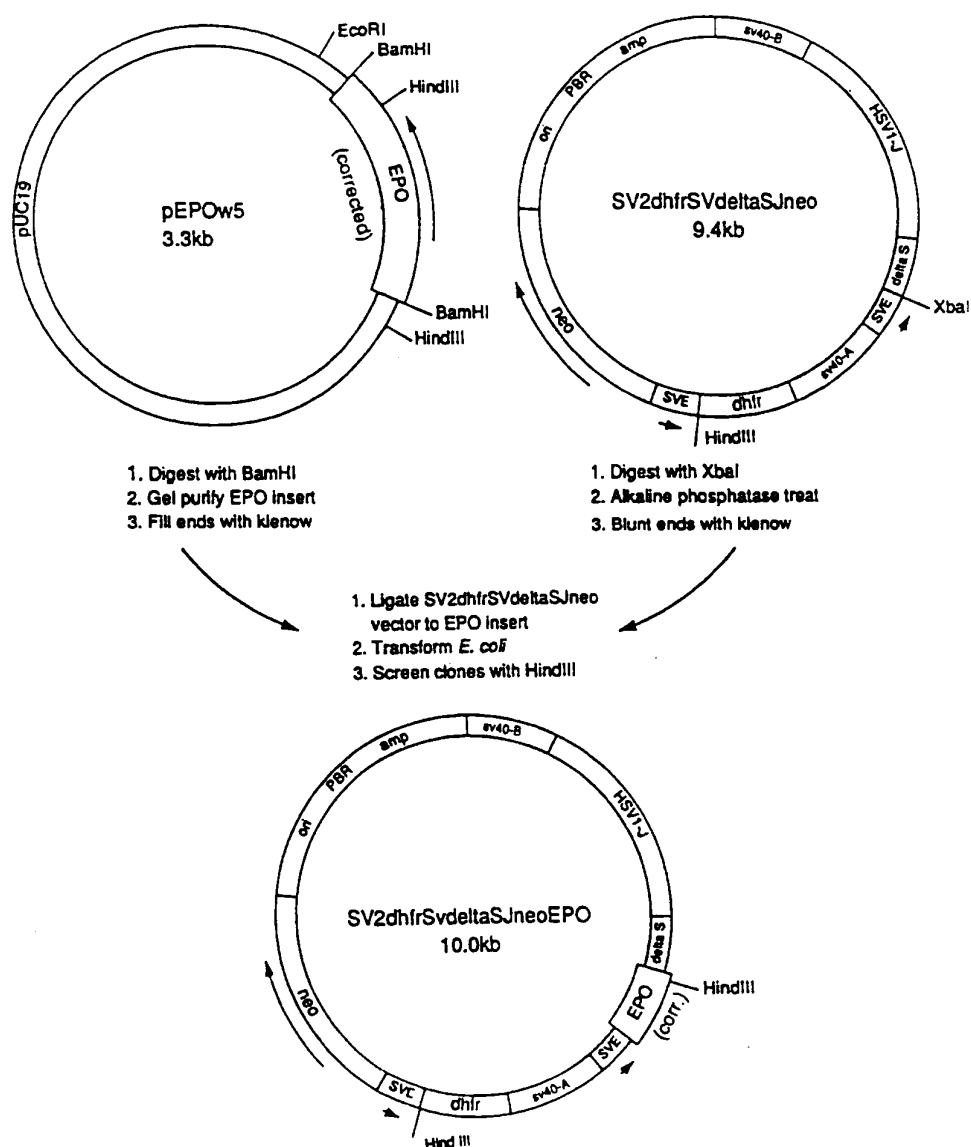 EcoRI
BamHI
HindIII
EPO
(corrected)
pUC19
pEPOw5
3.3kb
BamHI
HindIII
1. Digest with BamHI
2. Gel purify EPO insert
3. Fill ends with klenow
sv40-B
amp
PBR
ori
HSV1-J
SV2dhfrSVdeltaSJneo
9.4kb
delta S
XbaI
SVE
sv40-A
neo
SVE
dhfr
HindIII
1. Digest with XbaI
2. Alkaline phosphatase treat
3. Blunt ends with klenow
1. Ligate SV2dhfrSVdeltaSJneo
vector to EPO insert
2. Transform E. coli
3. Screen clones with HindIII
sv40-B
amp
PBR
ori
HSV1-J
SV2dhfrSvdeltaSJneoEPO
10.0kb
delta S
HindIII
EPO
(corr.)
SVE
sv40-A
neo
SVE
dhfr
Hind III